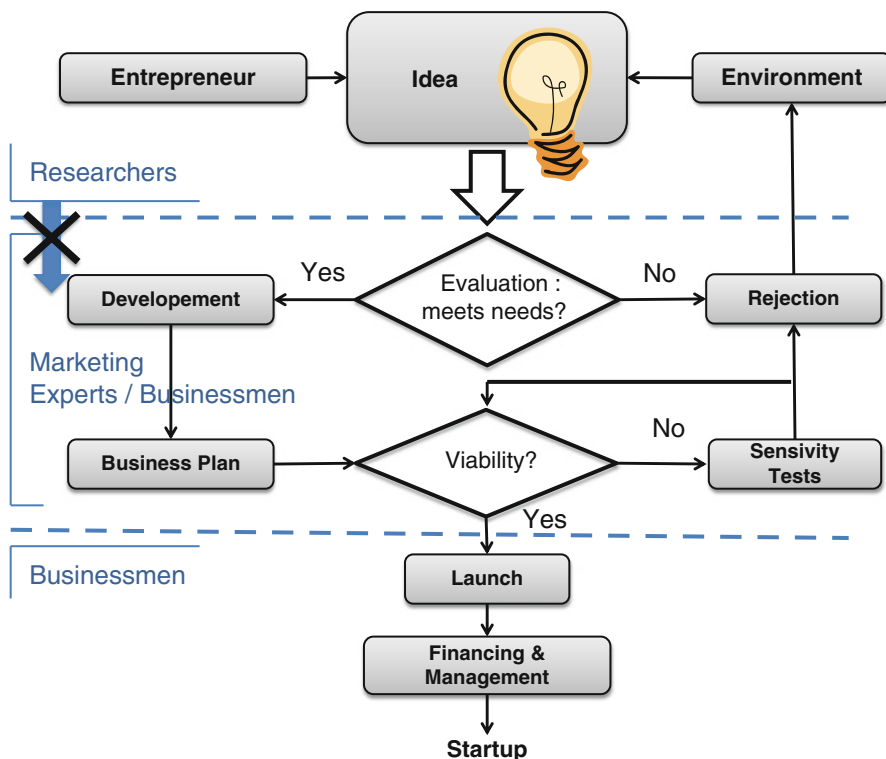 Entrepreneur
Idea
Environment
Researchers
Yes
Evaluation :
meets needs?
No
Developement
Rejection
Marketing
Experts / Businessmen
Business Plan
Viability?
No
Sensivity
Tests
Yes
Businessmen
Launch
Financing &
Management
Startup